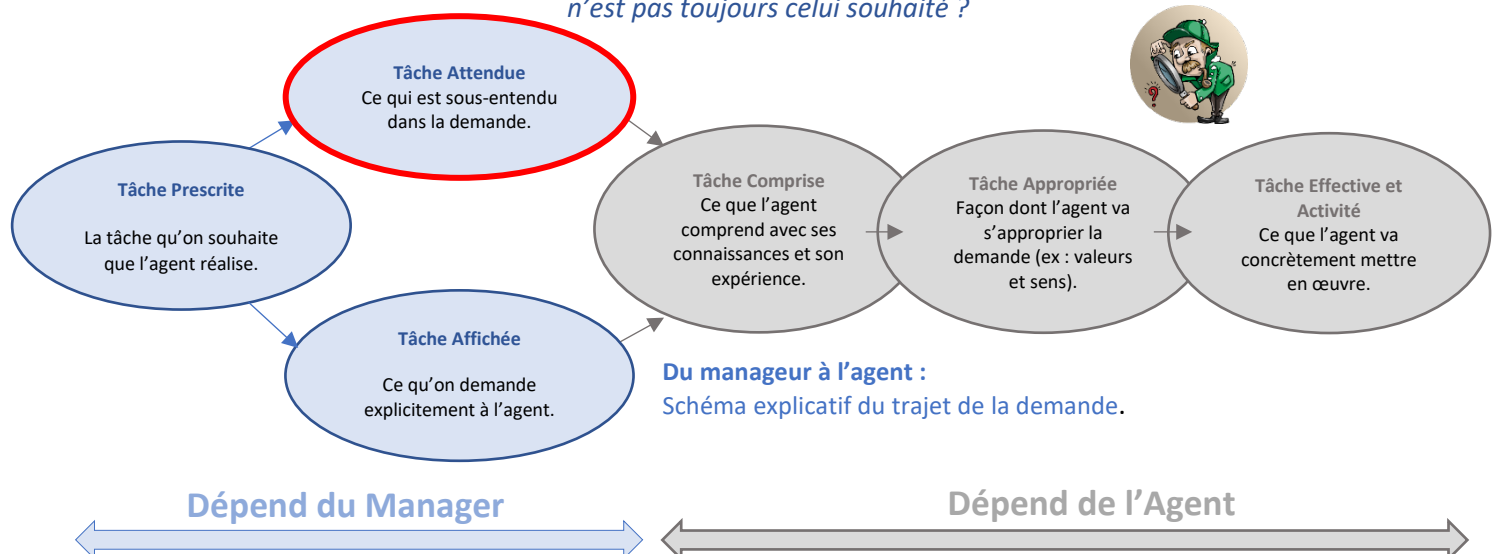 n'est pas toujours celui souhaité ?
Tâche Attendue
Ce qui est sous-entendu
dans la demande.
Tâche Prescrite
La tâche qu'on souhaite
que l'agent réalise.
Tâche Affichée
Ce qu'on demande
explicitement à l'agent.
Tâche Comprise
Ce que l'agent
comprend avec ses
connaissances et son
expérience.
Tâche Appropriée
Façon dont l'agent va
s'approprier la
demande (ex : valeurs
et sens).
Tâche Effective et
Activité
Ce que l'agent va
concrètement mettre
en œuvre.
?
Du manageur à l'agent :
Schéma explicatif du trajet de la demande.
Dépend du Manager
Dépend de l'Agent